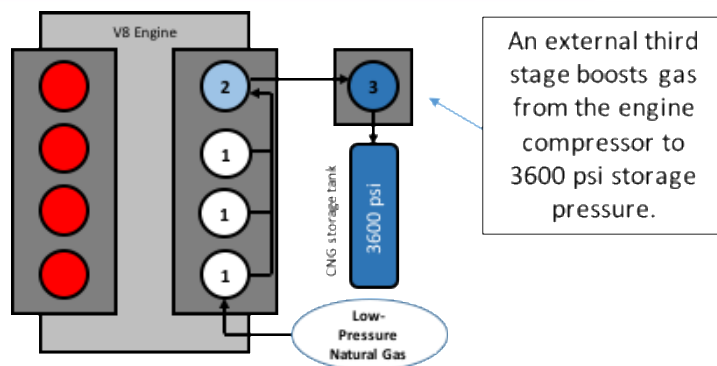 V8 Engine
2
3
1
1
1
CNG storage tank
3600 psi
Low-
Pressure
Natural Gas
An external third
stage boosts gas
from the engine
compressor to
3600 psi storage
pressure.